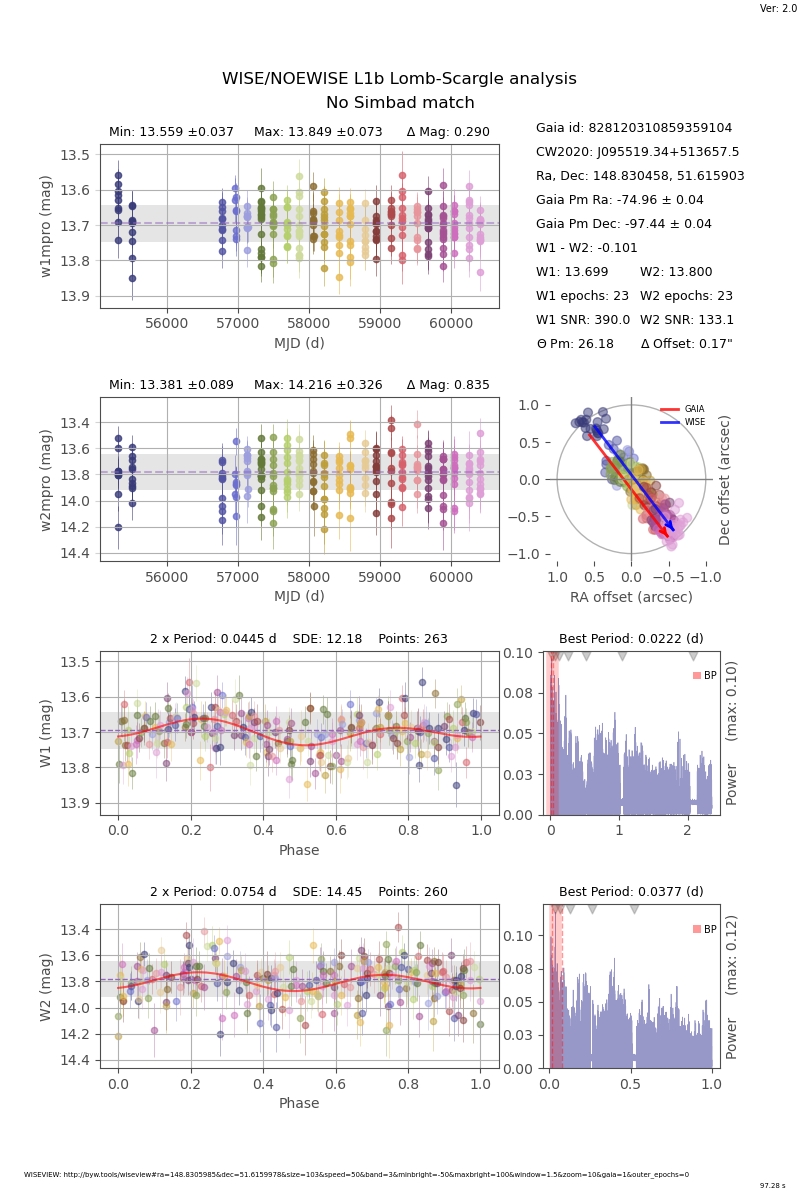 Ver: 2.0
WISE/NOEWISE L1b Lomb-Scargle analysis
No Simbad match
Min: 13.559 ±0.037 Max: 13.849 ±0.073 Δ Mag: 0.290
13.5
13.6
13.7
13.8
13.9
w1mpro (mag)
56000 57000 58000 59000 60000
MJD (d)
Gaia id: 828120310859359104
CW2020: J095519.34+513657.5
Ra, Dec: 148.830458, 51.615903
Gaia Pm Ra: -74.96 ± 0.04
Gaia Pm Dec: -97.44 ± 0.04
W1 - W2: -0.101
W1: 13.699 W2: 13.800
W1 epochs: 23 W2 epochs: 23
W1 SNR: 390.0 W2 SNR: 133.1
Θ Pm: 26.18 Δ Offset: 0.17"
Min: 13.381 ±0.089 Max: 14.216 ±0.326 Δ Mag: 0.835
13.4
13.6
13.8
14.0
14.2
14.4
w2mpro (mag)
56000 57000 58000 59000 60000
MJD (d)
GAIA
WISE
1.0
0.5
0.0
−0.5
−1.0
Dec offset (arcsec)
1.0 0.5 0.0 −0.5 −1.0
RA offset (arcsec)
2 x Period: 0.0445 d SDE: 12.18 Points: 263
13.5
13.6
13.7
13.8
13.9
W1 (mag)
0.0 0.2 0.4 0.6 0.8 1.0
Phase
Best Period: 0.0222 (d)
BP
0.10
0.08
0.05
0.03
0.00
Power (max: 0.10)
0 1 2
2 x Period: 0.0754 d SDE: 14.45 Points: 260
13.4
13.6
13.8
14.0
14.2
14.4
W2 (mag)
0.0 0.2 0.4 0.6 0.8 1.0
Phase
Best Period: 0.0377 (d)
BP
0.10
0.08
0.05
0.03
0.00
Power (max: 0.12)
0.0 0.5 1.0
WISEVIEW: http://byw.tools/wiseview#ra=148.8305985&dec=51.6159978&size=103&speed=50&band=3&minbright=-50&maxbright=100&window=1.5&zoom=10&gaia=1&outer_epochs=0
97.28 s